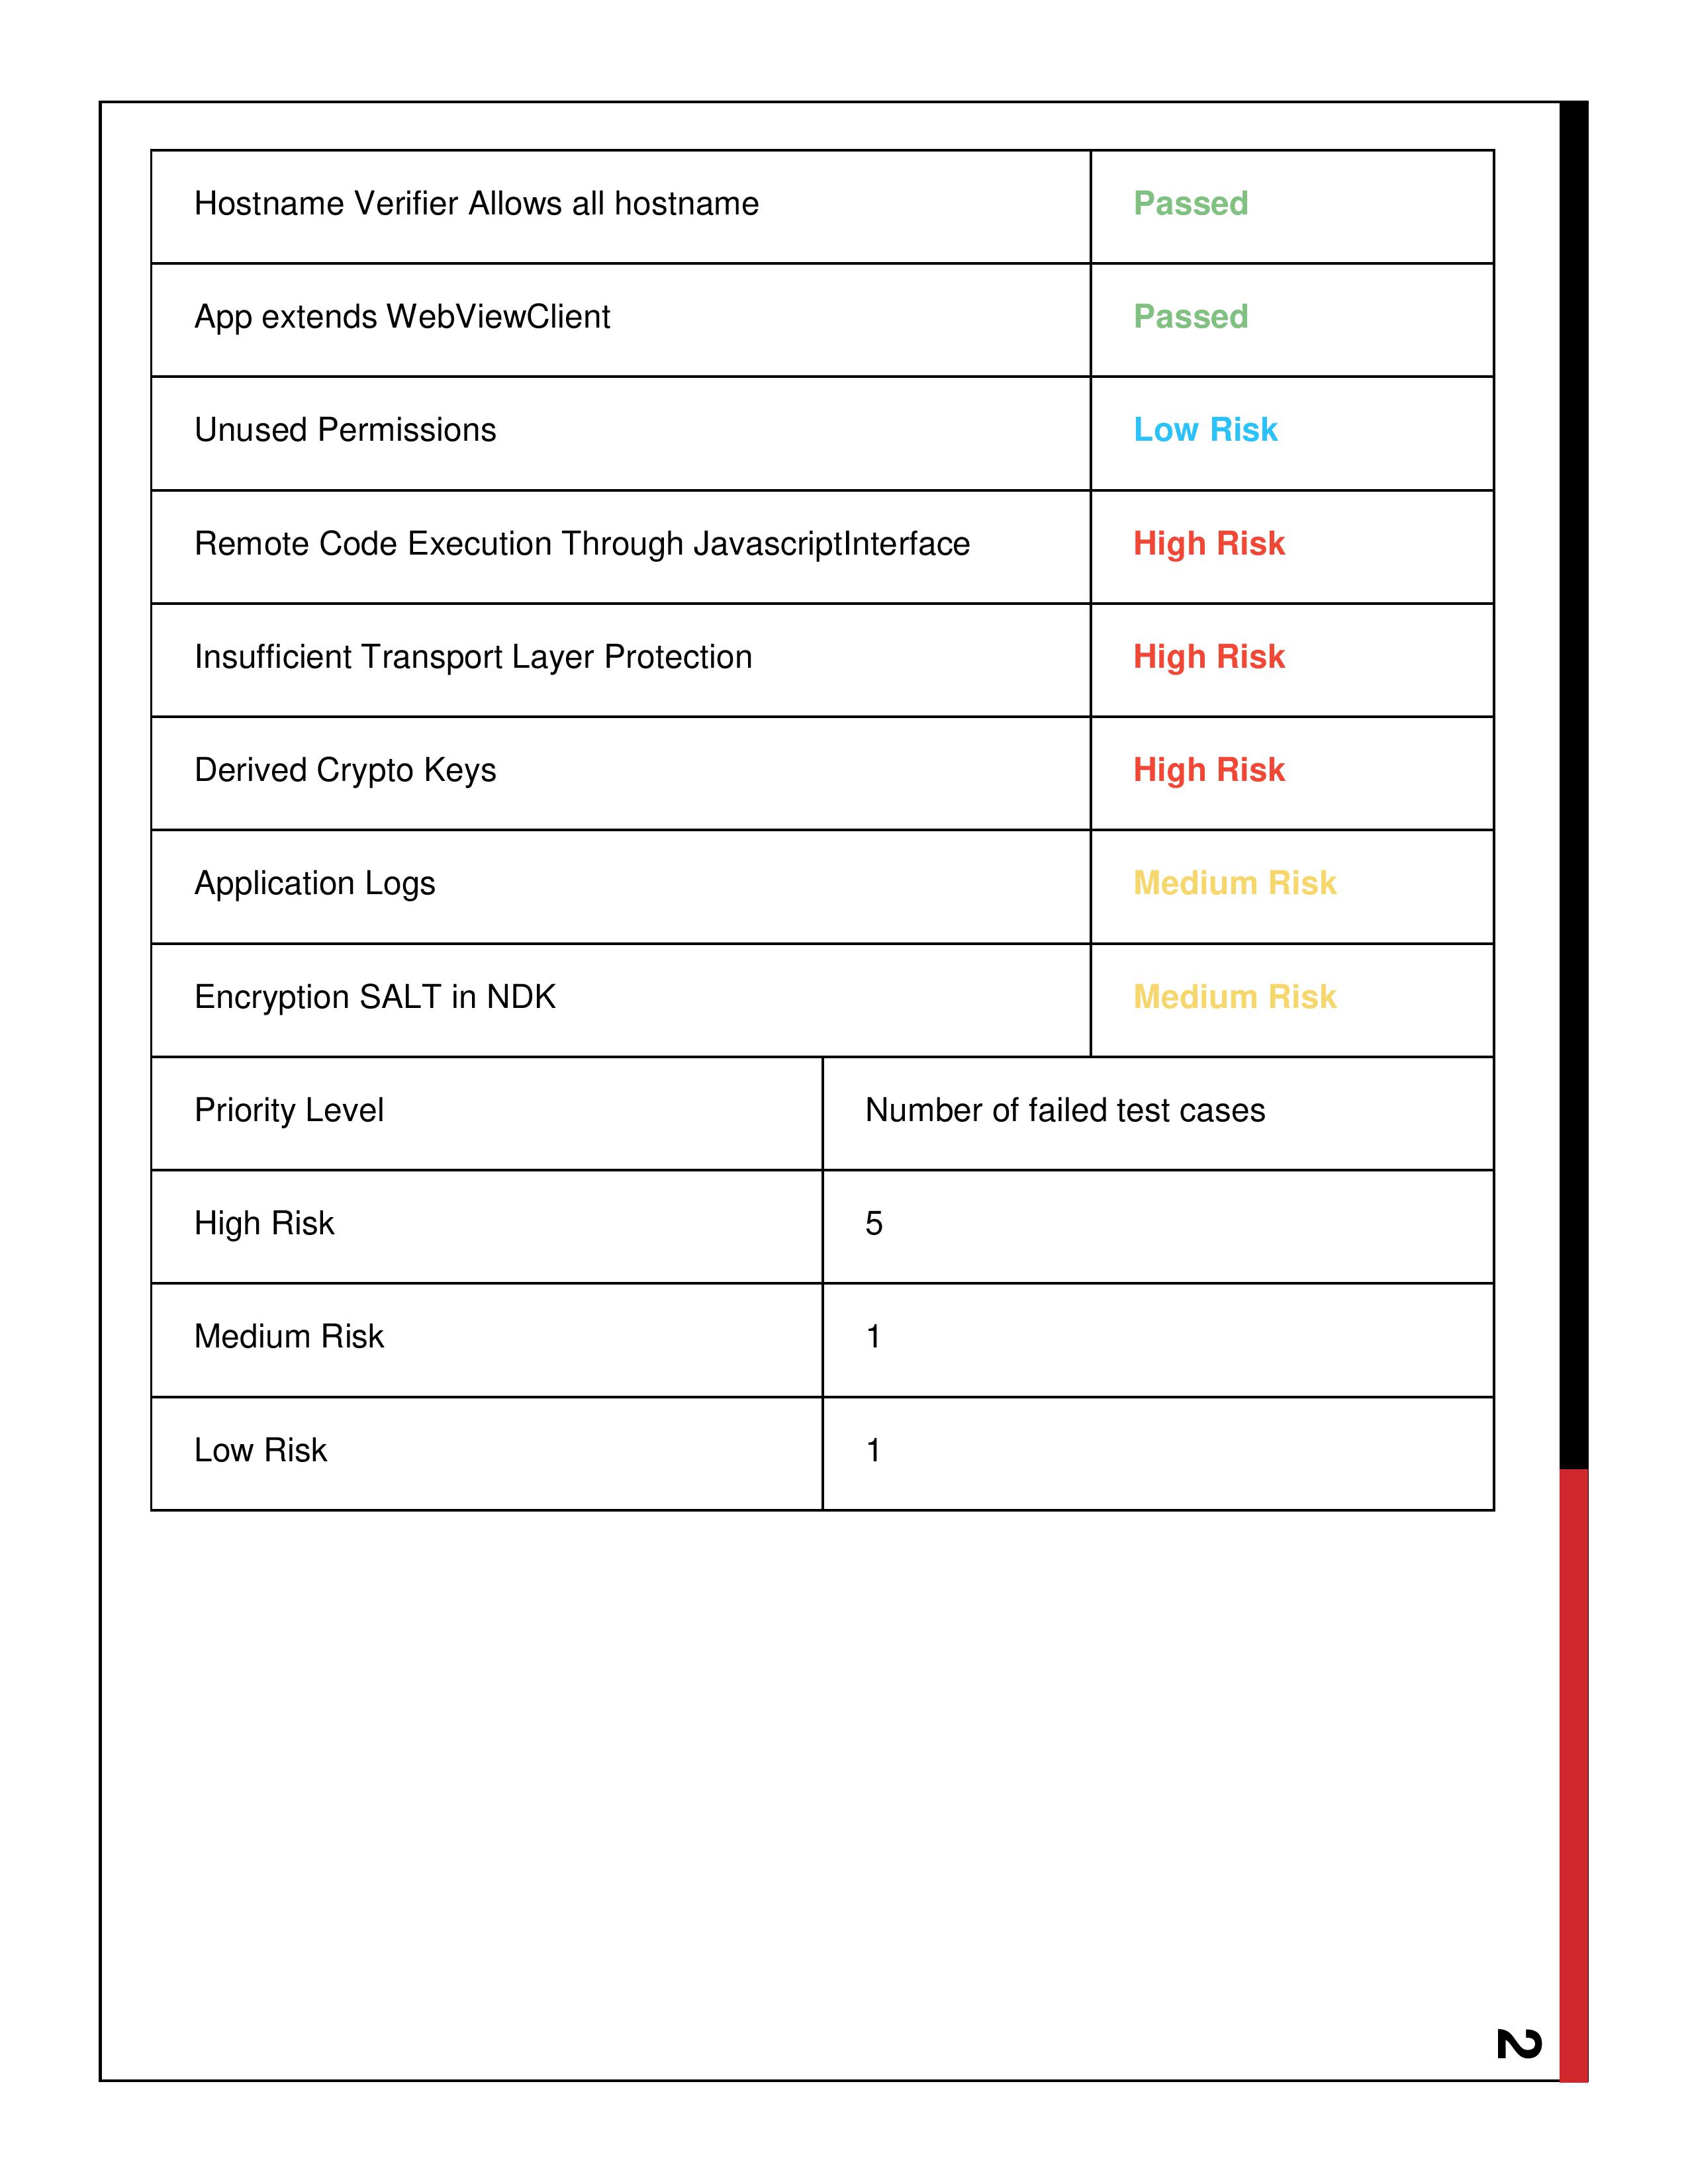 Hostname Verifier Allows all hostname Passed
App extends WebViewClient Passed
Unused Permissions Low Risk
Remote Code Execution Through JavascriptInterface High Risk
Insufficient Transport Layer Protection High Risk
Derived Crypto Keys High Risk
Application Logs Medium Risk
Encryption SALT in NDK Medium Risk
Priority Level Number of failed test cases
High Risk 5
Medium Risk 1
Low Risk 1
2